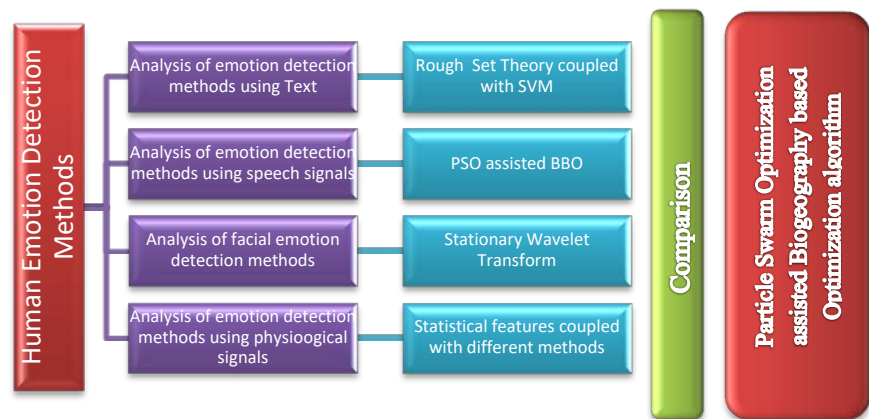 Human Emotion Detection
Methods
Analysis of emotion detection
methods using Text
Rough Set Theory coupled
with SVM
Analysis of emotion detection
methods using speech signals
PSO assisted BBO
Analysis of facial emotion
detection methods
Stationary Wavelet
Transform
Analysis of emotion detection
methods using physioogical
signals
Statistical features coupled
with different methods
Comparison
Particle Swarm Optimization
assisted Biogeography based
Optimization algorithm